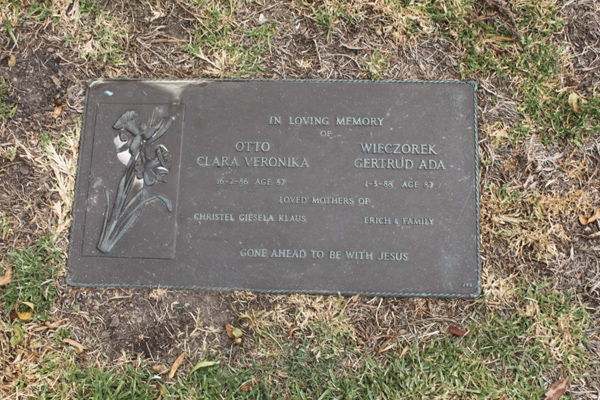 IN LOVING MEMORY
OF
OTTO WIECZOREK
CLARA VERONIKA GERTRUD ADA
16-2-86 AGE 87 1-5-88 AGE 87
LOVED MOTHERS OF
CHRISTEL GIESELA KLAUS ERICH & FAMILY
GONE AHEAD TO BE WITH JESUS